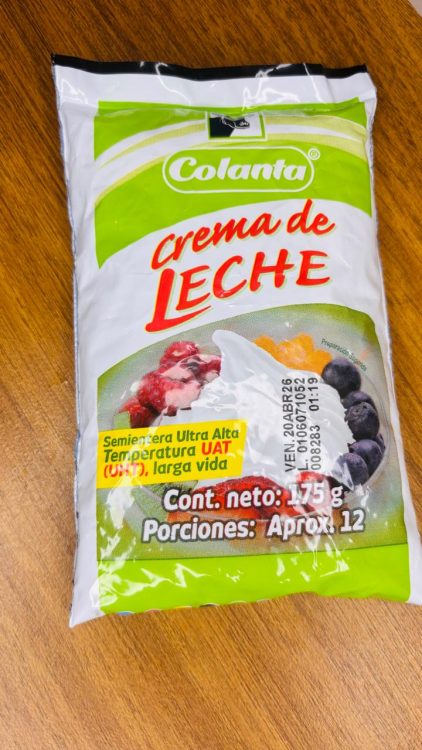 Colanta®
Crema de
LECHE
Preparación Sugerida
Semientera Ultra Alta
Temperatura UAT
(UHT), larga vida
VEN.20ABR26
L. 0106071052
008283 01:19
Cont. neto: 175 g
Porciones: Aprox. 12